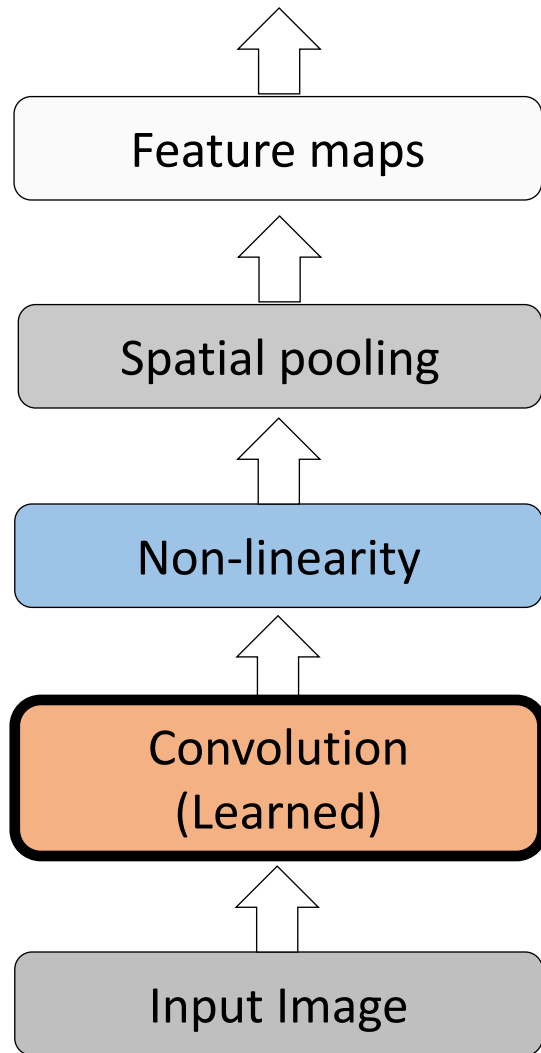 Feature maps
Spatial pooling
Non-linearity
Convolution
(Learned)
Input Image